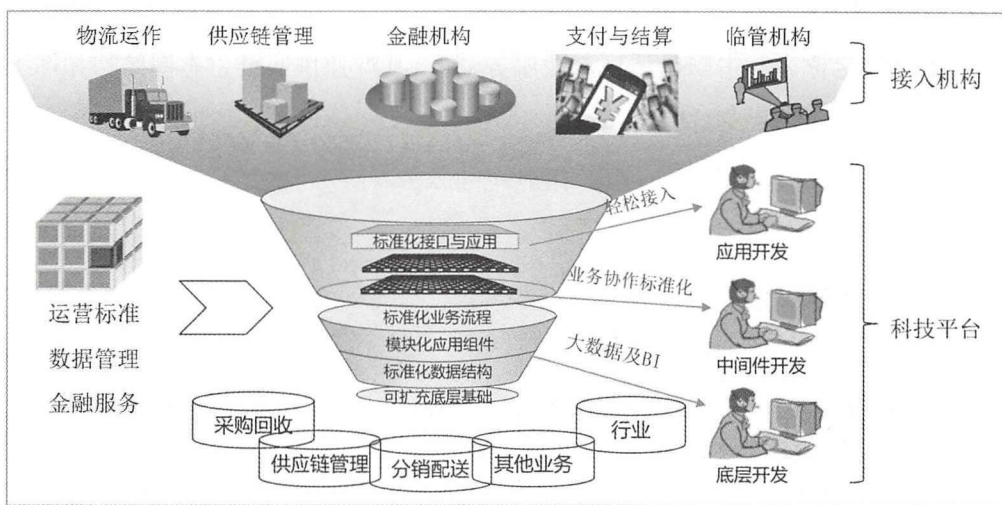 物流运作
供应链管理
金融机构
支付与结算
临管机构
接入机构
¥
轻松接入
标准化接口与应用
应用开发
业务协作标准化
运营标准
数据管理
金融服务
标准化业务流程
模块化应用组件
标准化数据结构
可扩充底层基础
大数据及BI
中间件开发
科技平台
采购回收
供应链管理
分销配送
其他业务
行业
底层开发